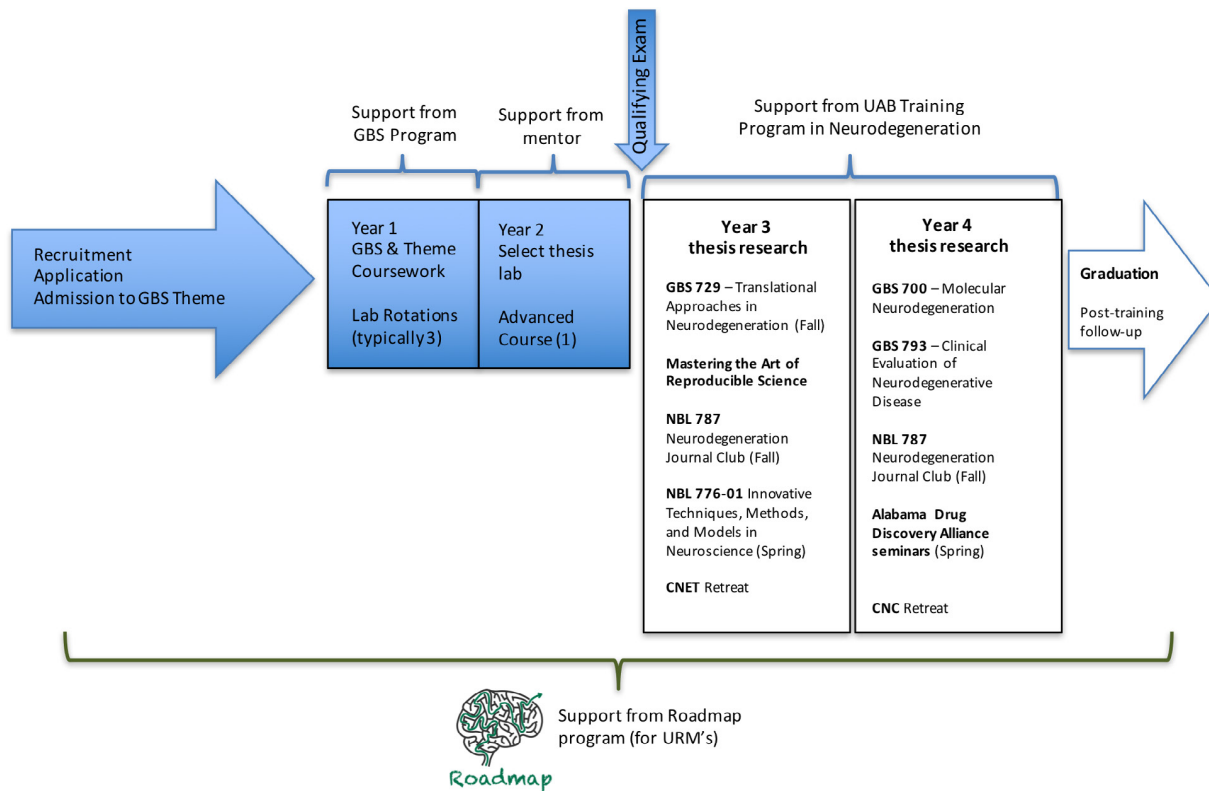 Qualifying Exam
Support from
GBS Program
Support from
mentor
Support from UAB Training
Program in Neurodegeneration
Recruitment
Application
Admission to GBS Theme
Year 1
GBS & Theme
Coursework
Lab Rotations
(typically 3)
Year 2
Select thesis
lab
Advanced
Course (1)
Year 3
thesis research
GBS 729 – Translational
Approaches in
Neurodegeneration (Fall)
Mastering the Art of
Reproducible Science
NBL 787
Neurodegeneration
Journal Club (Fall)
NBL 776-01 Innovative
Techniques, Methods,
and Models in
Neuroscience (Spring)
CNET Retreat
Year 4
thesis research
GBS 700 – Molecular
Neurodegeneration
GBS 793 – Clinical
Evaluation of
Neurodegenerative
Disease
NBL 787
Neurodegeneration
Journal Club (Fall)
Alabama Drug
Discovery Alliance
seminars (Spring)
CNC Retreat
Graduation
Post-training
follow-up
Support from Roadmap
program (for URM's)
Roadmap